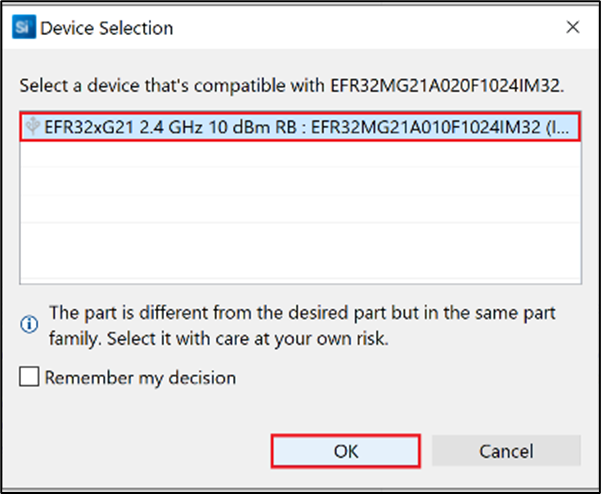 Si
Device Selection
Select a device that's compatible with EFR32MG21A020F1024IM32.
EFR32xG21 2.4 GHz 10 dBm RB : EFR32MG21A010F1024IM32 (I...
The part is different from the desired part but in the same part
family. Select it with care at your own risk.
Remember my decision
OK
Cancel